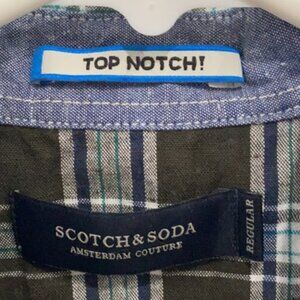 TOP NOTCH!
SCOTCH & SODA
AMSTERDAM COUTURE
REGULAR